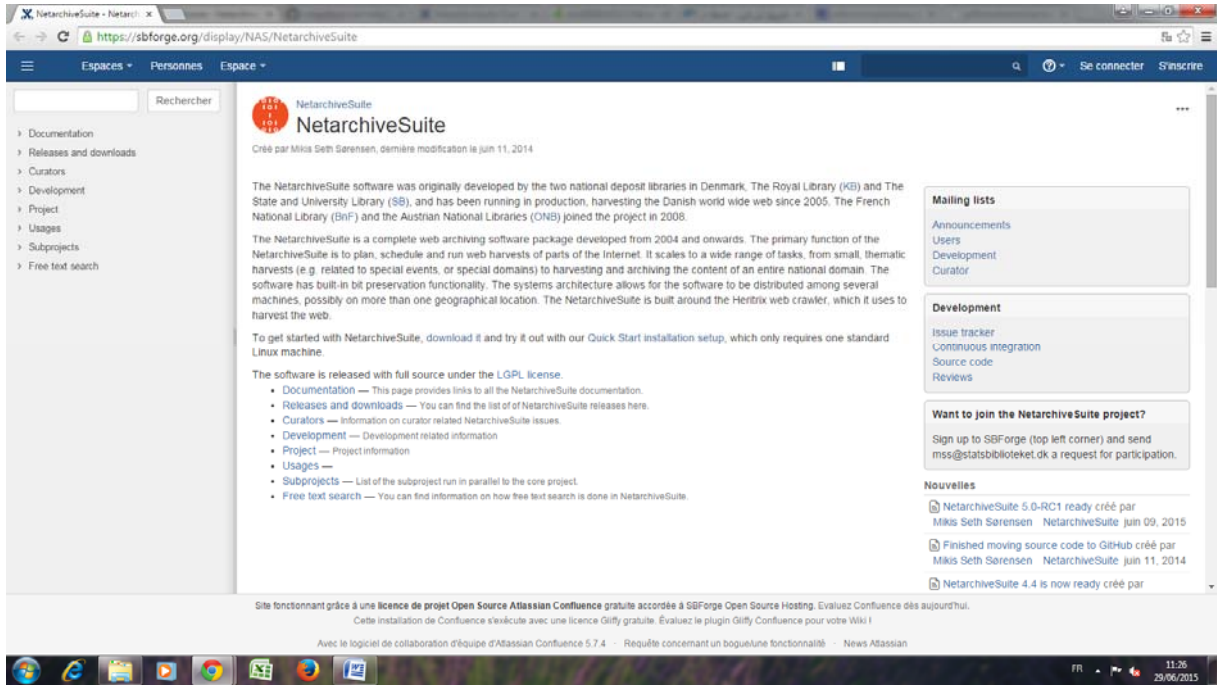 NetarchiveSuite - Netarch
https://sbforge.org/display/NAS/NetarchiveSuite
Espaces Personnes Espace Se connecter S'inscrire
Rechercher
Documentation
Releases and downloads
Curators
Development
Project
Usages
Subprojects
Free text search
NetarchiveSuite
NetarchiveSuite
Créé par Mikis Seth Sørensen, dernière modification le juin 11, 2014
The NetarchiveSuite software was originally developed by the two national deposit libraries in Denmark, The Royal Library (KB) and The
State and University Library (SB), and has been running in production, harvesting the Danish world wide web since 2005. The French
National Library (BnF) and the Austrian National Libraries (ONB) joined the project in 2008.
The NetarchiveSuite is a complete web archiving software package developed from 2004 and onwards. The primary function of the
NetarchiveSuite is to plan, schedule and run web harvests of parts of the Internet. It scales to a wide range of tasks, from small, thematic
harvests (e.g. related to special events, or special domains) to harvesting and archiving the content of an entire national domain. The
software has built-in bit preservation functionality. The systems architecture allows for the software to be distributed among several
machines, possibly on more than one geographical location. The NetarchiveSuite is built around the Heritrix web crawler, which it uses to
harvest the web.
To get started with NetarchiveSuite, download it and try it out with our Quick Start installation setup, which only requires one standard
Linux machine.
The software is released with full source under the LGPL license.
• Documentation — This page provides links to all the NetarchiveSuite documentation.
• Releases and downloads — You can find the list of of NetarchiveSuite releases here.
• Curators — Information on curator related NetarchiveSuite issues.
• Development — Development related information
• Project — Project information
• Usages —
• Subprojects — List of the subproject run in parallel to the core project.
• Free text search — You can find information on how free text search is done in NetarchiveSuite.
Mailing lists
Announcements
Users
Development
Curator
Development
Issue tracker
Continuous integration
Source code
Reviews
Want to join the NetarchiveSuite project?
Sign up to SBForge (top left corner) and send
mss@statsbiblioteket.dk a request for participation.
Nouvelles
NetarchiveSuite 5.0-RC1 ready créé par
Mikis Seth Sørensen NetarchiveSuite juin 09, 2015
Finished moving source code to GitHub créé par
Mikis Seth Sørensen NetarchiveSuite juin 11, 2014
NetarchiveSuite 4.4 is now ready créé par
Site fonctionnant grâce á une licence de projet Open Source Atlassian Confluence gratuite accordée á SBForge Open Source Hosting. Evaluez Confluence dès aujourd'hui.
Cette installation de Confluence s'exécute avec une licence Gliffy gratuite. Évaluez le plugin Gliffy Confluence pour votre Wiki !
Avec le logiciel de collaboration d'équipe d'Atlassian Confluence 5.7.4 · Requête concernant un bogue/une fonctionnalité · News Atlassian
FR 11:26
29/06/2015